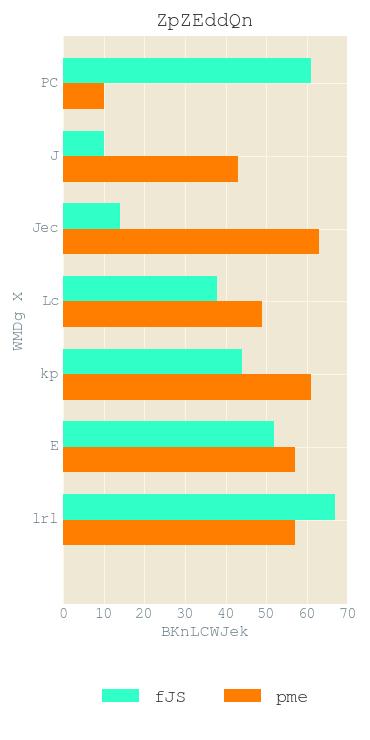 ZpZEddQn
PC
J
Jec
Lc
kp
E
lrl
WMDg X
0 10 20 30 40 50 60 70
BKnLCWJek
fJS pme